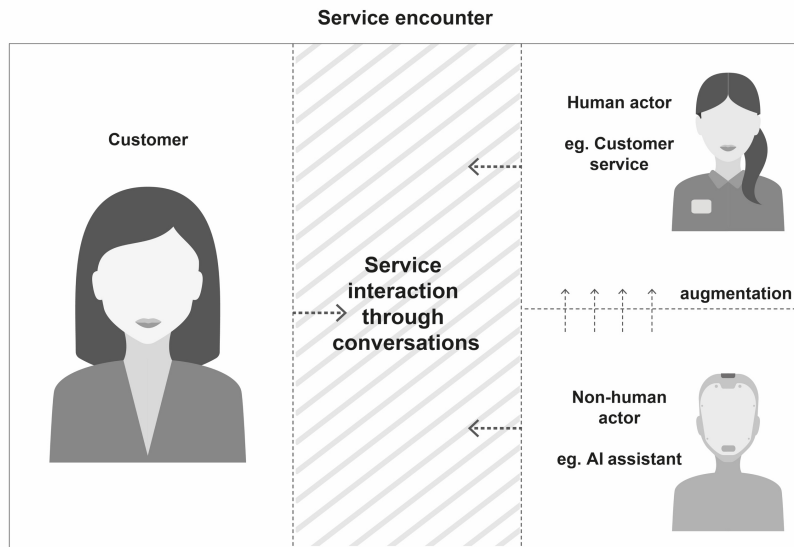 Service encounter
Customer
Service
interaction
through
conversations
Human actor
eg. Customer
service
augmentation
Non-human
actor
eg. AI assistant